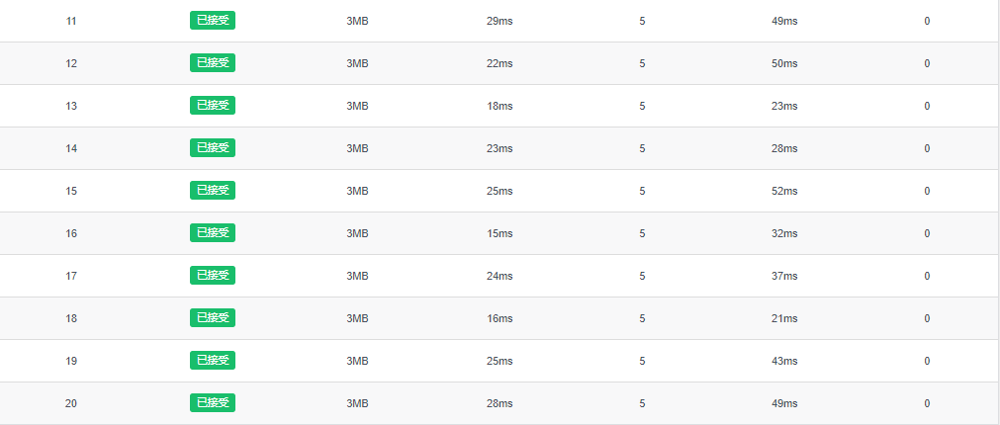 11 已接受 3MB 29ms 5 49ms 0
12 已接受 3MB 22ms 5 50ms 0
13 已接受 3MB 18ms 5 23ms 0
14 已接受 3MB 23ms 5 28ms 0
15 已接受 3MB 25ms 5 52ms 0
16 已接受 3MB 15ms 5 32ms 0
17 已接受 3MB 24ms 5 37ms 0
18 已接受 3MB 16ms 5 21ms 0
19 已接受 3MB 25ms 5 43ms 0
20 已接受 3MB 28ms 5 49ms 0